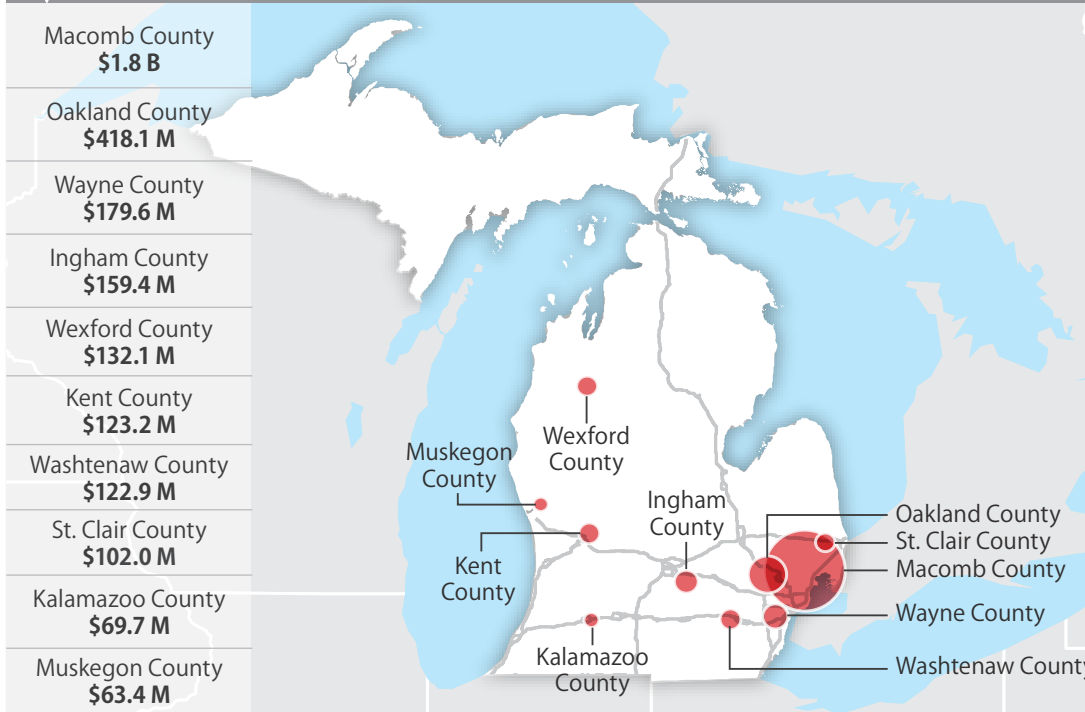 Macomb County
$1.8 B
Oakland County
$418.1 M
Wayne County
$179.6 M
Ingham County
$159.4 M
Wexford County
$132.1 M
Kent County
$123.2 M
Washtenaw County
$122.9 M
St. Clair County
$102.0 M
Kalamazoo County
$69.7 M
Muskegon County
$63.4 M
Wexford
County
Muskegon
County
Ingham
County
Kent
County
Kalamazoo
County
Oakland County
St. Clair County
Macomb County
Wayne County
Washtenaw County